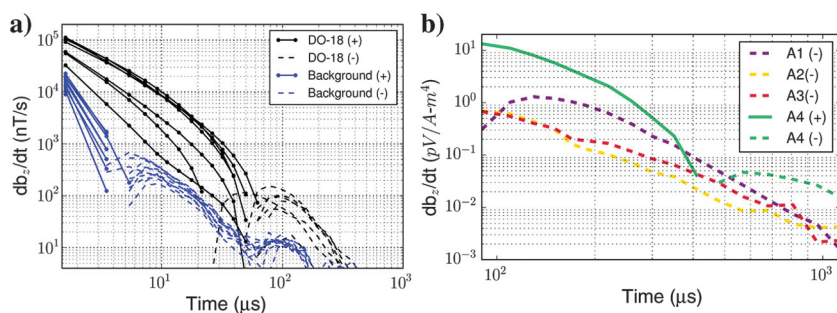 a)
db_z/dt (nT/s)
10^5
10^4
10^3
10^2
10^1
10^1
10^2
10^3
Time (μs)
DO-18 (+)
DO-18 (-)
Background (+)
Background (-)
b)
db_z/dt (pV/A-m^4)
10^1
10^0
10^-1
10^-2
10^-3
10^2
10^3
Time (μs)
A1 (-)
A2(-)
A3(-)
A4 (+)
A4 (-)